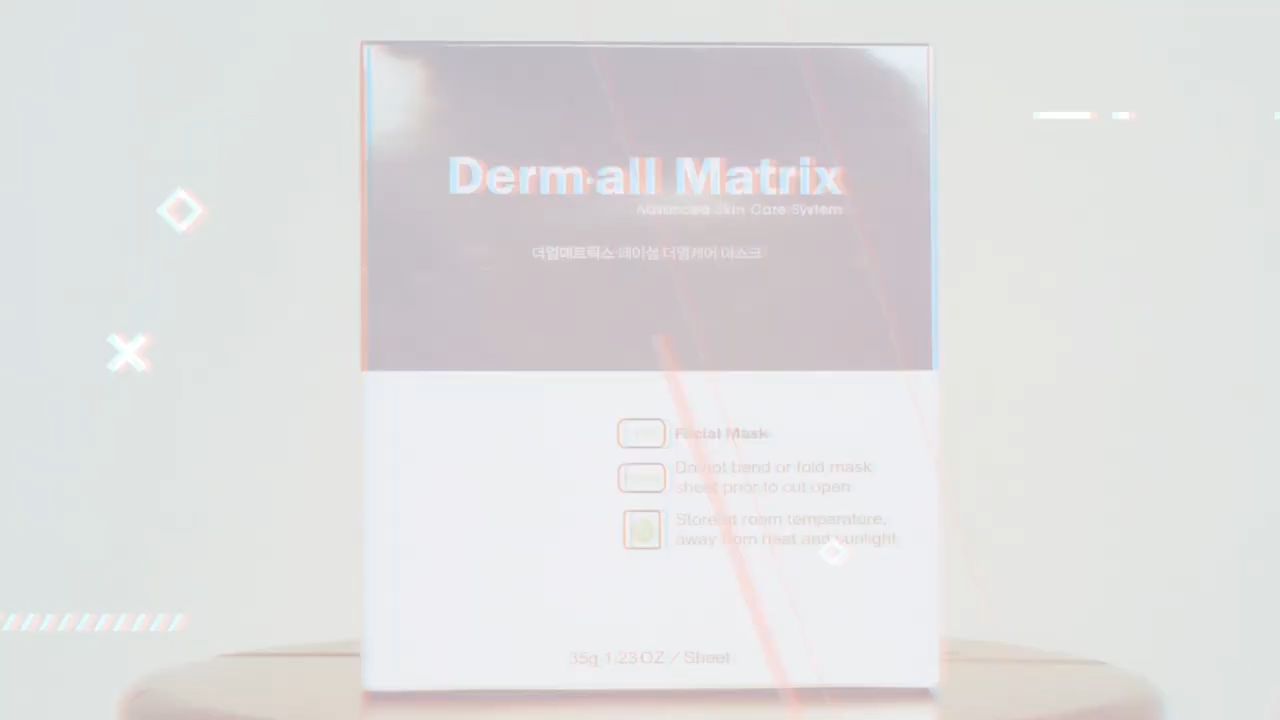 Derm·all Matrix
Advanced Skin Care System
더멀매트릭스 페이셜 더멀케어 마스크
Facial Mask
Do not bend or fold mask
sheet prior to cut open.
Store at room temperature,
away from heat and sunlight.
35g 1.23 OZ / Sheet